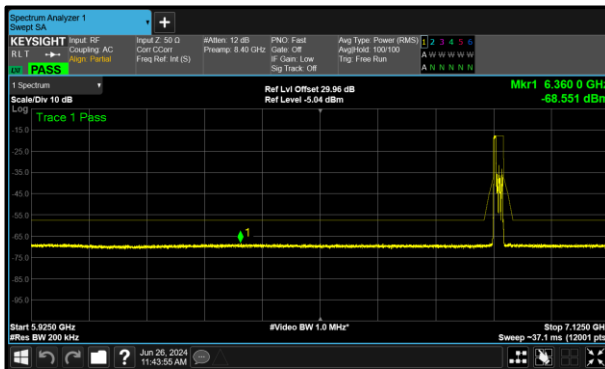 Spectrum Analyzer 1
Swept SA
KEYSIGHT Input: RF Input Z: 50 Ω #Atten: 12 dB PNO: Fast Avg Type: Power (RMS) 1 2 3 4 5 6
RLT Coupling: AC Corr CCorr Preamp: 8.40 GHz Gate: Off Avg|Hold: 100/100 A W W W W W
Align: Partial Freq Ref: Int (S) IF Gain: Low Trig: Free Run
PASS Sig Track: Off A N N N N N
1 Spectrum Ref Lvl Offset 29.96 dB Mkr1 6.360 0 GHz
Scale/Div 10 dB Ref Level -5.04 dBm -68.551 dBm
Log
Trace 1 Pass
-15.0
-25.0
-35.0
-45.0
-55.0
1
-65.0
-75.0
-85.0
-95.0
Start 5.9250 GHz #Video BW 1.0 MHz* Stop 7.1250 GHz
#Res BW 200 kHz Sweep ~37.1 ms (12001 pts)
? Jun 26, 2024
11:43:55 AM